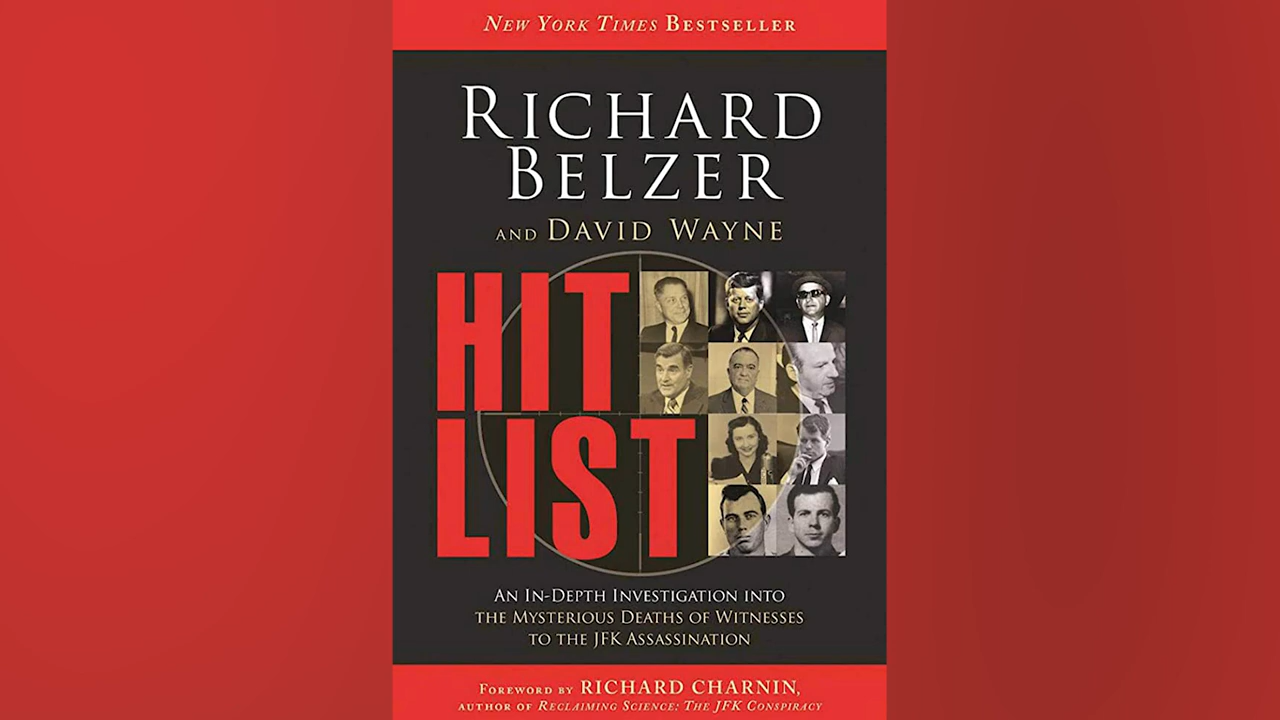 NEW YORK TIMES BESTSELLER
RICHARD
BELZER
AND DAVID WAYNE
HIT
LIST
AN IN-DEPTH INVESTIGATION INTO
THE MYSTERIOUS DEATHS OF WITNESSES
TO THE JFK ASSASSINATION
FOREWORD BY RICHARD CHARNIN,
AUTHOR OF RECLAIMING SCIENCE: THE JFK CONSPIRACY